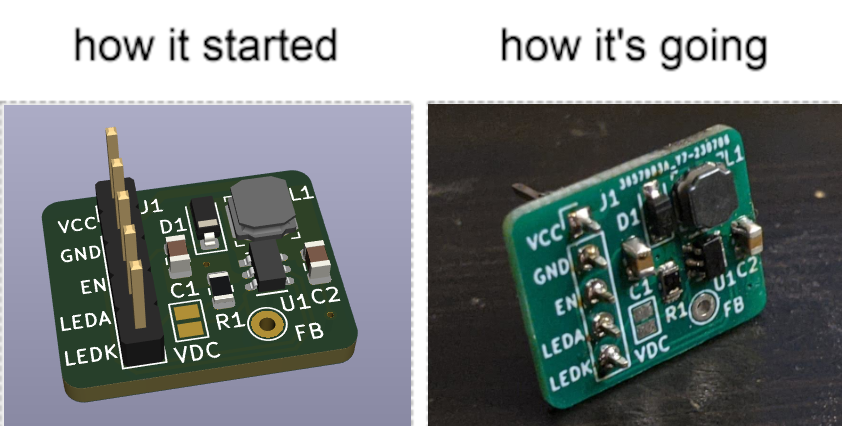 how it started
how it's going
VCC
GND
EN
LEDA
LEDK
J1
D1
L1
C1
R1
U1
C2
VDC
FB
J1
L1
VCC
GND
EN
LEDA
LEDK
D1
C1
R1
U1
C2
VDC
FB